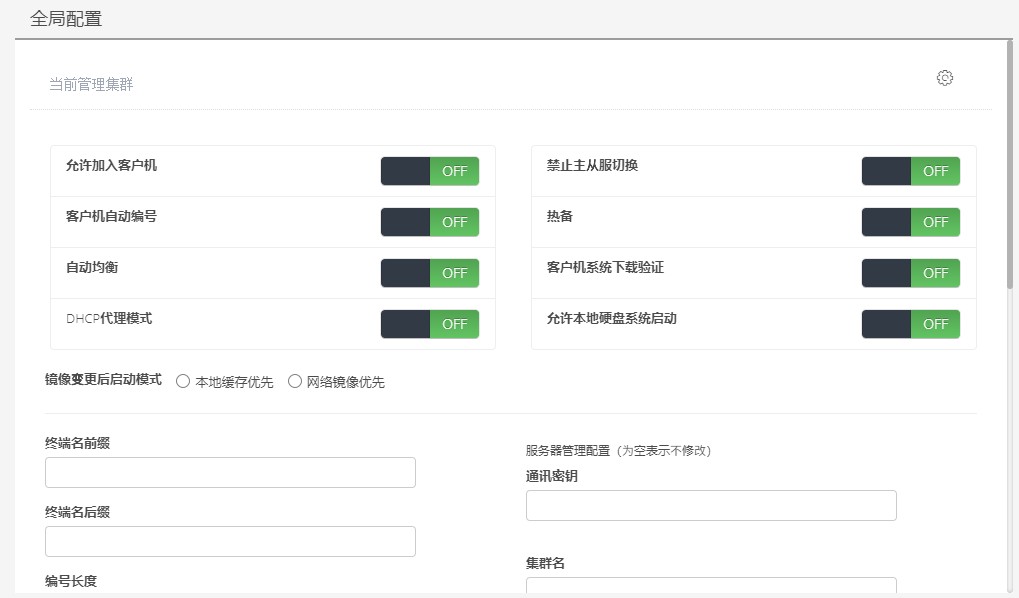 全局配置
当前管理集群
允许加入客户机 OFF
禁止主从服切换 OFF
客户机自动编号 OFF
热备 OFF
自动均衡 OFF
客户机系统下载验证 OFF
DHCP代理模式 OFF
允许本地硬盘系统启动 OFF
镜像变更后启动模式 本地缓存优先 网络镜像优先
终端名前缀
服务器管理配置（为空表示不修改）
通讯密钥
终端名后缀
集群名
编号长度